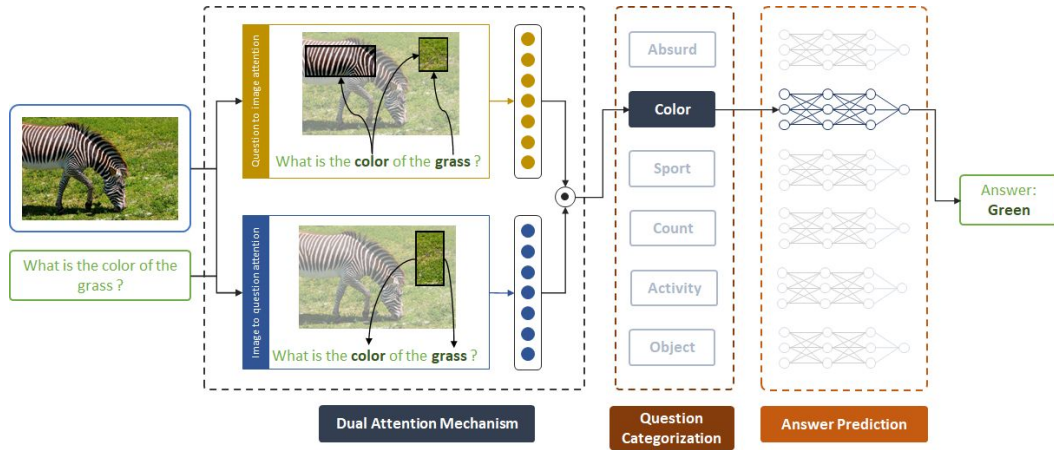 What is the color of the
grass ?
Question to image attention
What is the color of the grass ?
Image to question attention
What is the color of the grass ?
Dual Attention Mechanism
Absurd
Color
Sport
Count
Activity
Object
Question
Categorization
Answer Prediction
Answer:
Green